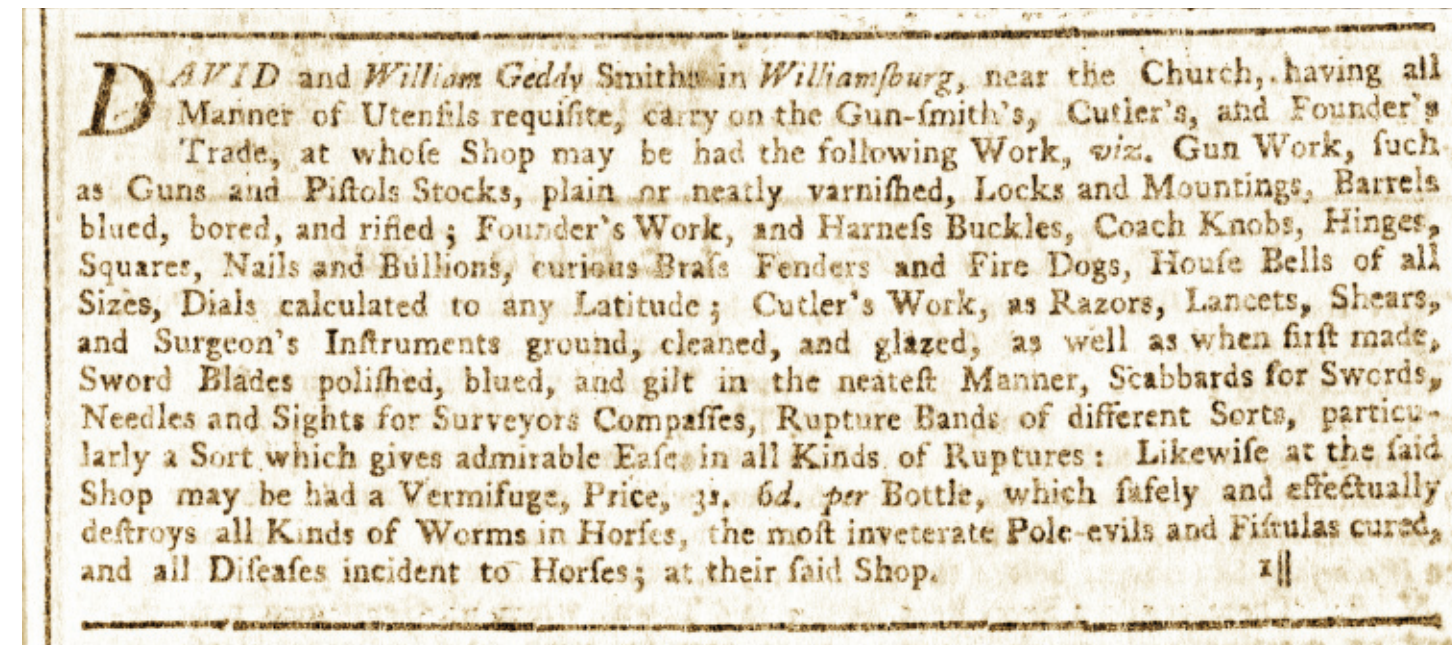 DAVID and William Geddy Smiths in Williamſburg, near the Church, having all
Manner of Utenſils requiſite, carry on the Gun-ſmith's, Cutler's, and Founder's
Trade, at whoſe Shop may be had the following Work, viz. Gun Work, ſuch
as Guns and Piſtols Stocks, plain or neatly varniſhed, Locks and Mountings, Barrels
blued, bored, and rifled; Founder's Work, and Harneſs Buckles, Coach Knobs, Hinges,
Squares, Nails and Bullions, curious Braſs Fenders and Fire Dogs, Houſe Bells of all
Sizes, Dials calculated to any Latitude; Cutler's Work, as Razors, Lancets, Shears,
and Surgeon's Inſtruments ground, cleaned, and glazed, as well as when firſt made,
Sword Blades poliſhed, blued, and gilt in the neateſt Manner, Scabbards for Swords,
Needles and Sights for Surveyors Compaſſes, Rupture Bands of different Sorts, particu-
larly a Sort which gives admirable Eaſe in all Kinds of Ruptures: Likewiſe at the ſaid
Shop may be had a Vermifuge, Price, 3s. 6d. per Bottle, which ſafely and effectually
deſtroys all Kinds of Worms in Horſes, the moſt inveterate Pole-evils and Fiſtulas cured,
and all Diſeaſes incident to Horſes; at their ſaid Shop. 1||